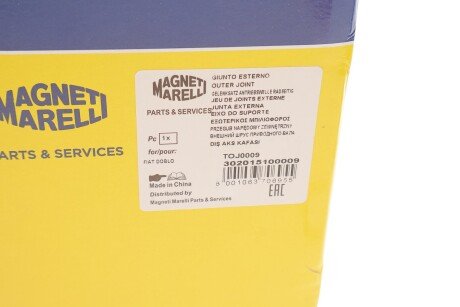 MAGNETI
MARELLI
PARTS & SERVICES
MAGNETI
MARELLI
PARTS & SERVICES
Pc 1x
for/pour:
FIAT DOBLO
Made in China
Distributed by
Magneti Marelli Parts & Services
GIUNTO ESTERNO
OUTER JOINT
GELENKSATZ ANTRIEBSWELLE RADSEITIG
JEU DE JOINTS EXTERNE
JUNTA EXTERNA
EIXO DO SUPORTE
ΕΞΩΤΕΡΙΚΟΣ ΜΠΙΛΙΟΦΟΡΟΣ
PRZEGUB NAPĘDOWY ZEWNĘTRZNY
ВНЕШНИЙ ШРУС ПРИВОДНОГО ВАЛА
DIŞ AKS KAFASI
TOJ0009
302015100009
9001063706955
EAC